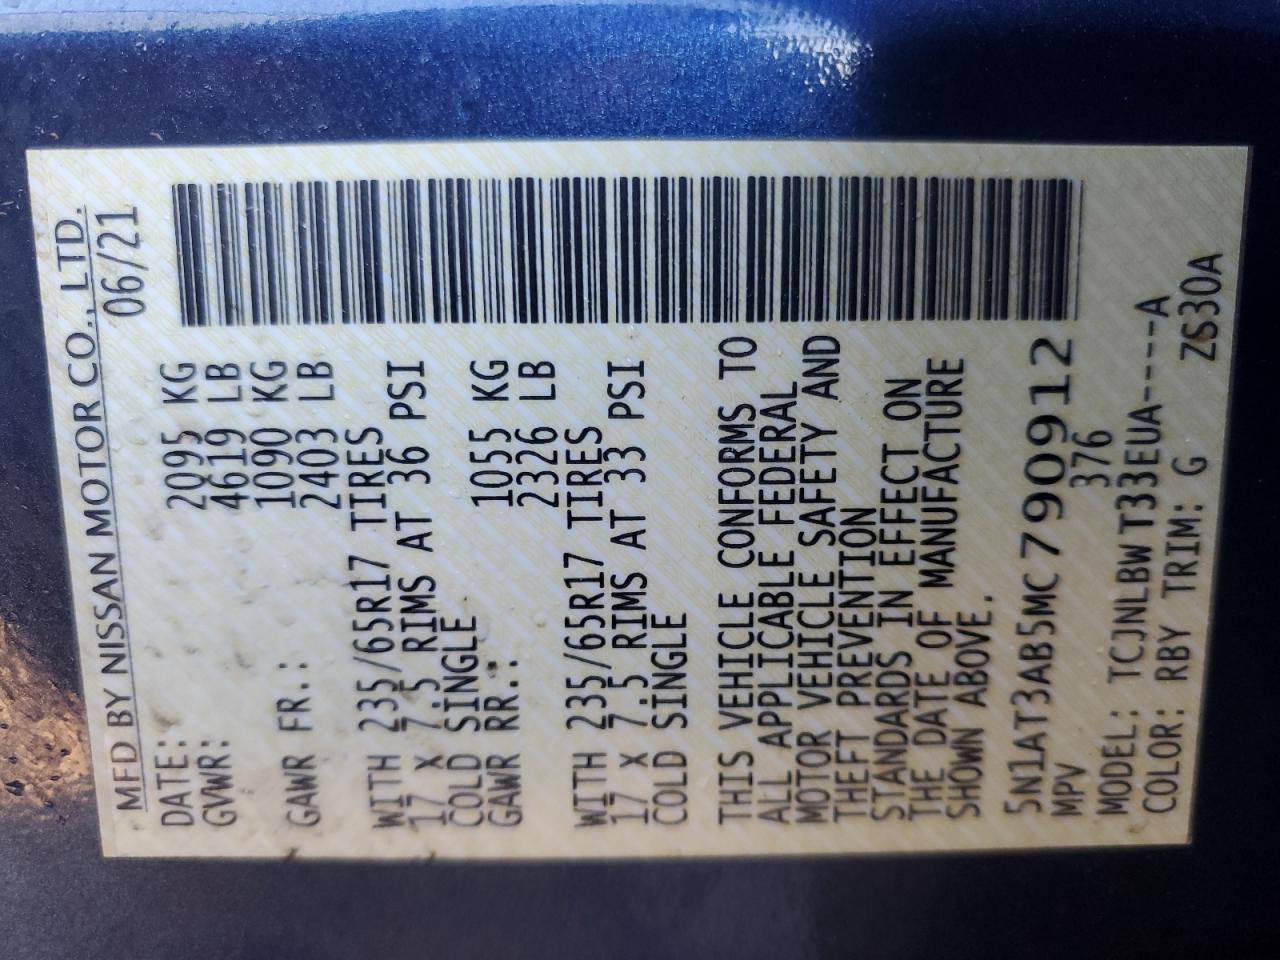 MFD BY NISSAN MOTOR CO., LTD.
DATE: 06/21
GVWR: 2095 KG
4619 LB
GAWR FR.: 1090 KG
2403 LB
WITH 235/65R17 TIRES
17 X 7.5 RIMS AT 36 PSI
COLD SINGLE
GAWR RR.: 1055 KG
2326 LB
WITH 235/65R17 TIRES
17 X 7.5 RIMS AT 33 PSI
COLD SINGLE
THIS VEHICLE CONFORMS TO
ALL APPLICABLE FEDERAL
MOTOR VEHICLE SAFETY AND
THEFT PREVENTION
STANDARDS IN EFFECT ON
THE DATE OF MANUFACTURE
SHOWN ABOVE.
5N1AT3AB5MC790912
MPV 376
MODEL: TCJNLBW T33EUA----A
COLOR: RBY TRIM: G ZS30A